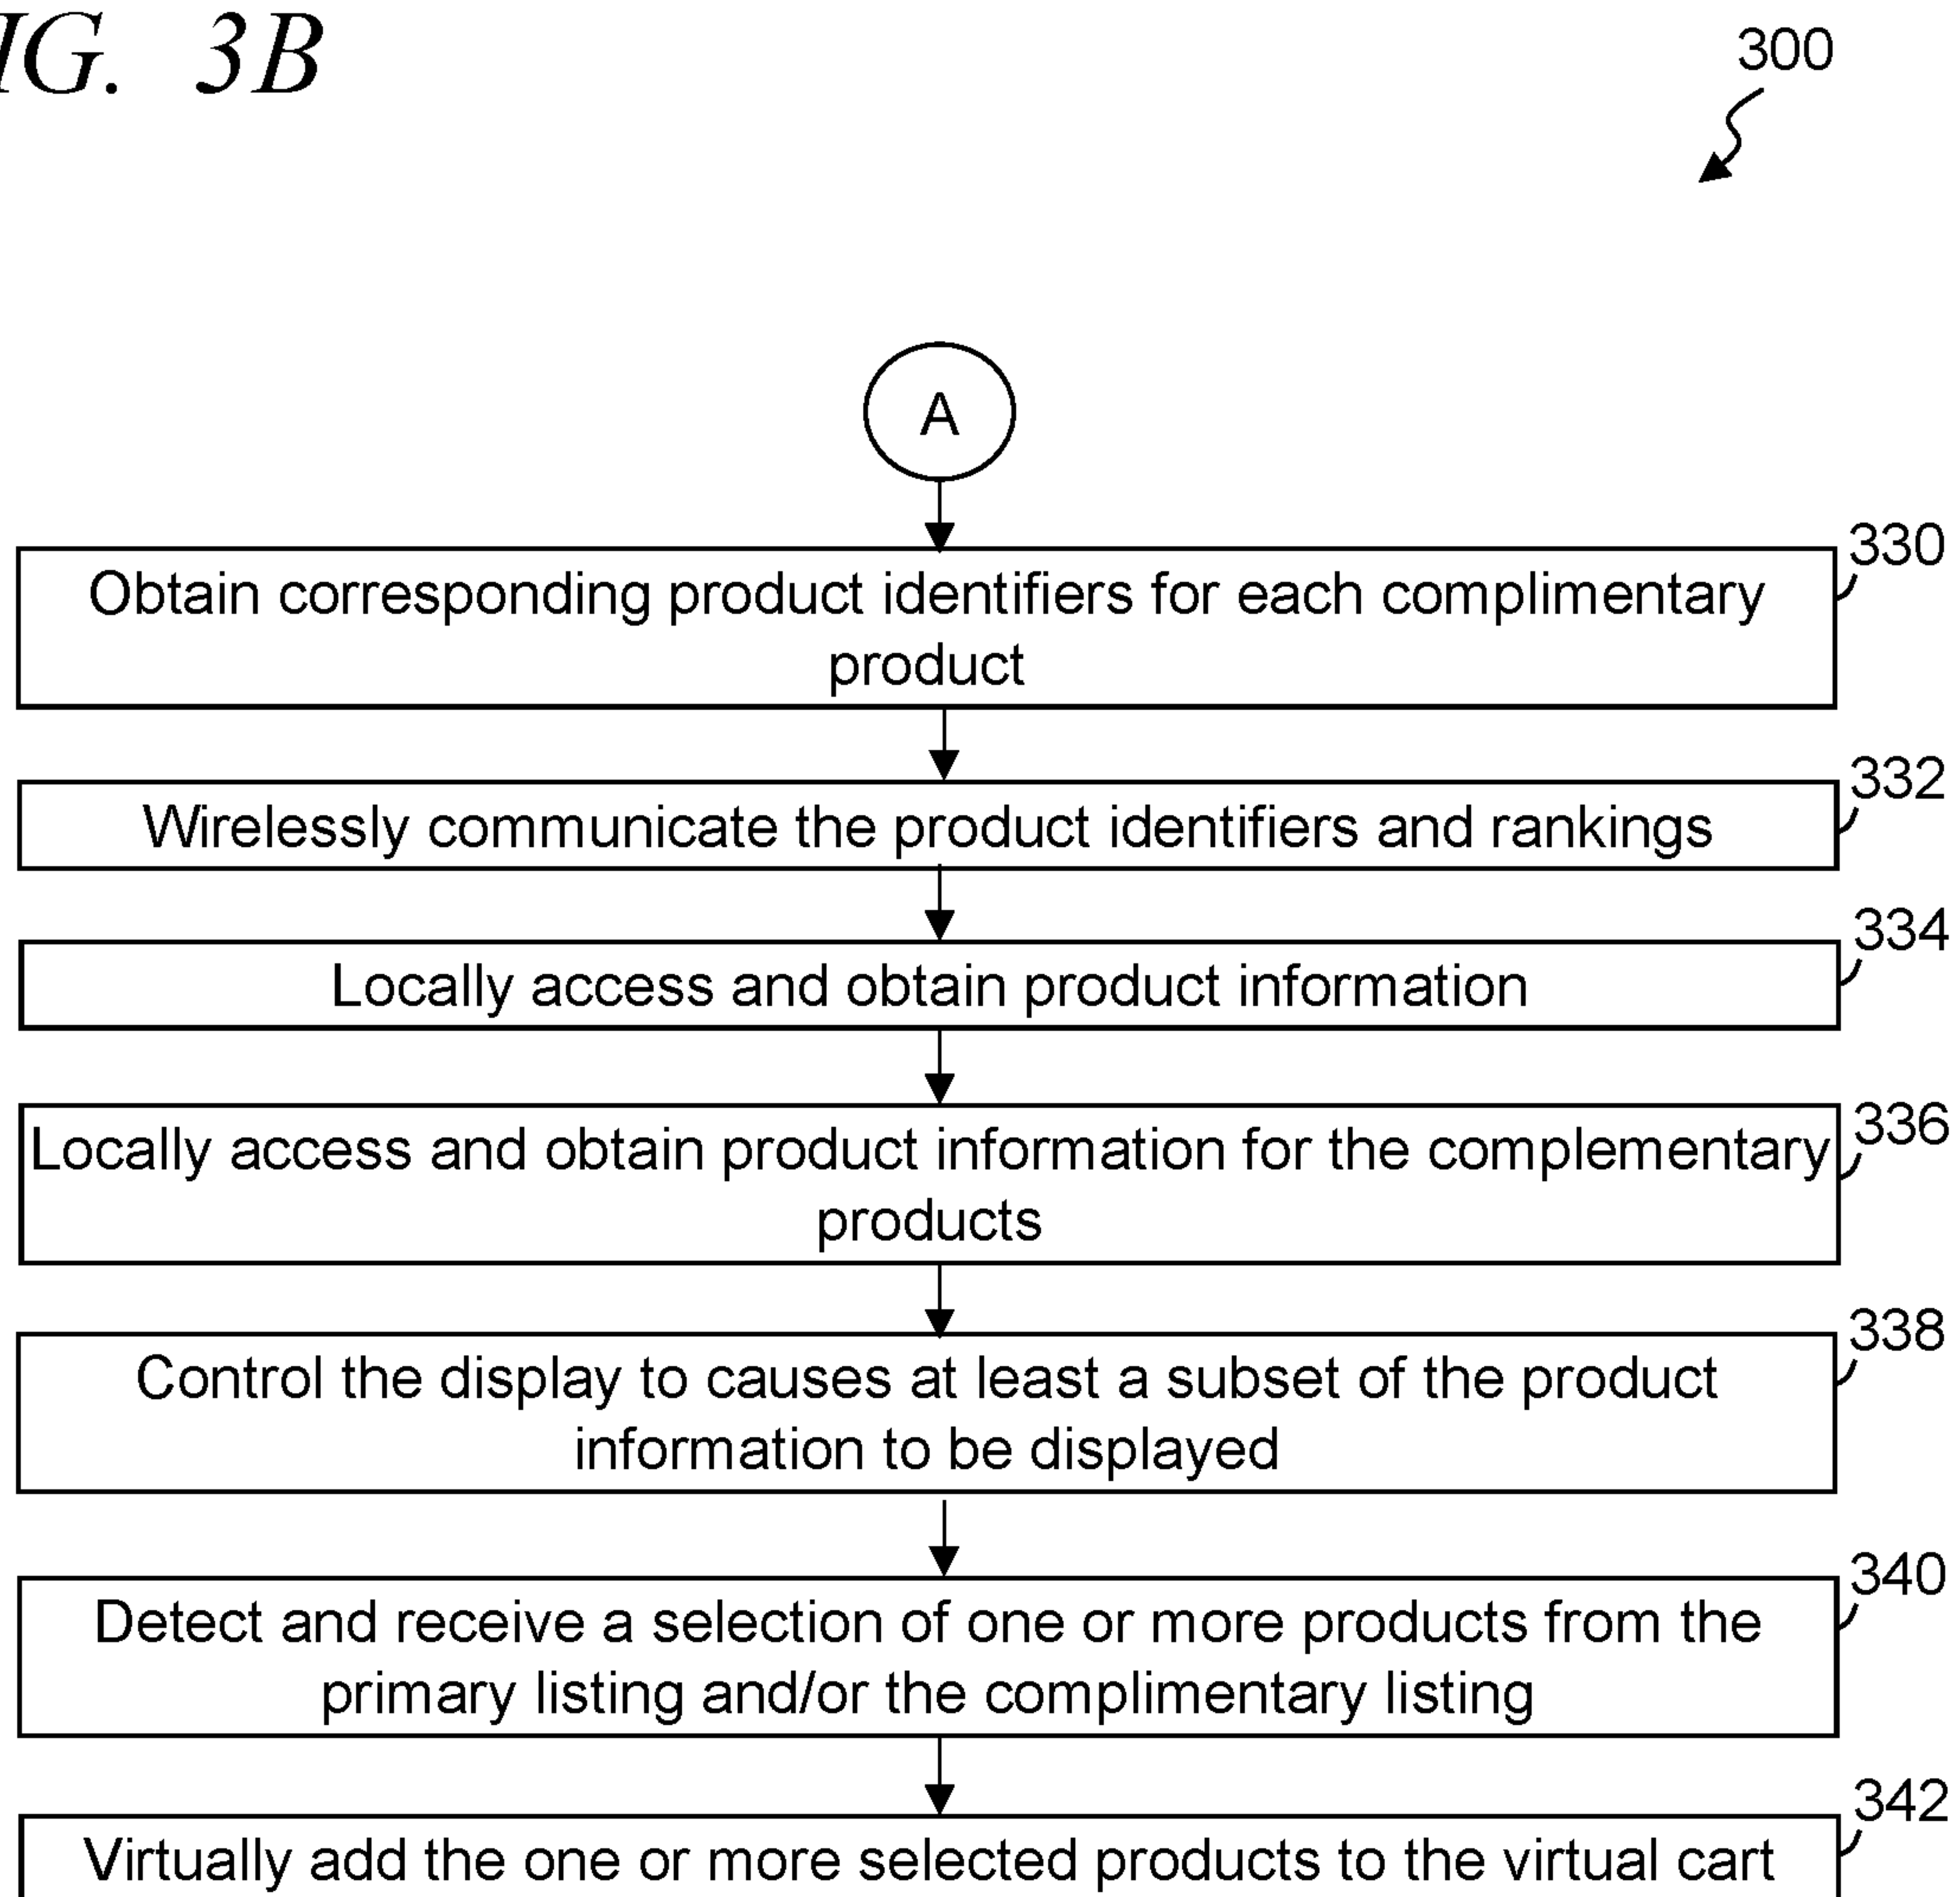 IG. 3B
300
A
330
Obtain corresponding product identifiers for each complimentary
product
332
Wirelessly communicate the product identifiers and rankings
334
Locally access and obtain product information
336
Locally access and obtain product information for the complementary
products
338
Control the display to causes at least a subset of the product
information to be displayed
340
Detect and receive a selection of one or more products from the
primary listing and/or the complimentary listing
342
Virtually add the one or more selected products to the virtual cart